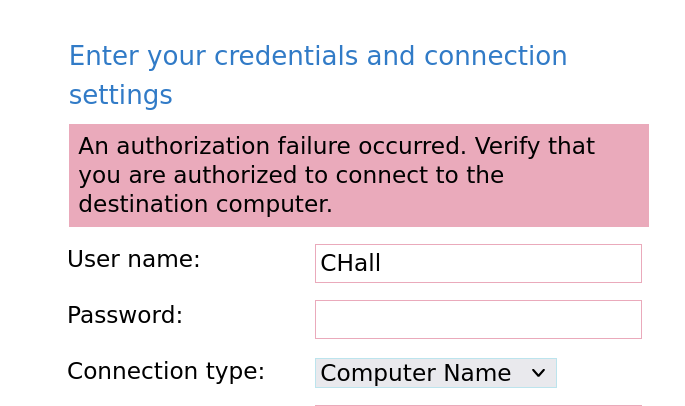 Enter your credentials and connection
settings
An authorization failure occurred. Verify that
you are authorized to connect to the
destination computer.
User name:
CHall
Password:
Connection type:
Computer Name